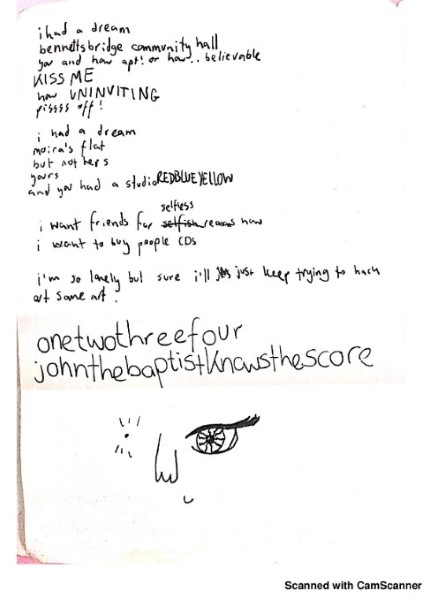 i had a dream
bennettsbridge community hall
you and how apt! or how.. believable
KISS ME
how UNINVITING
pissss off!
i had a dream
moira's flat
but not hers
yours
and you had a studio REDBLUEYELLOW
selfless
i want friends for selfish reasons now
i want to buy people CDs
i'm so lonely but sure i'll just keep trying to hack
out some art.
onetwothreefour
johnthebaptistknowsthescore
Scanned with CamScanner